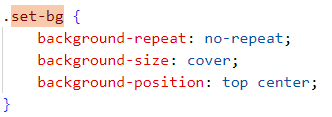 .set-bg {
    background-repeat: no-repeat;
    background-size: cover;
    background-position: top center;
}